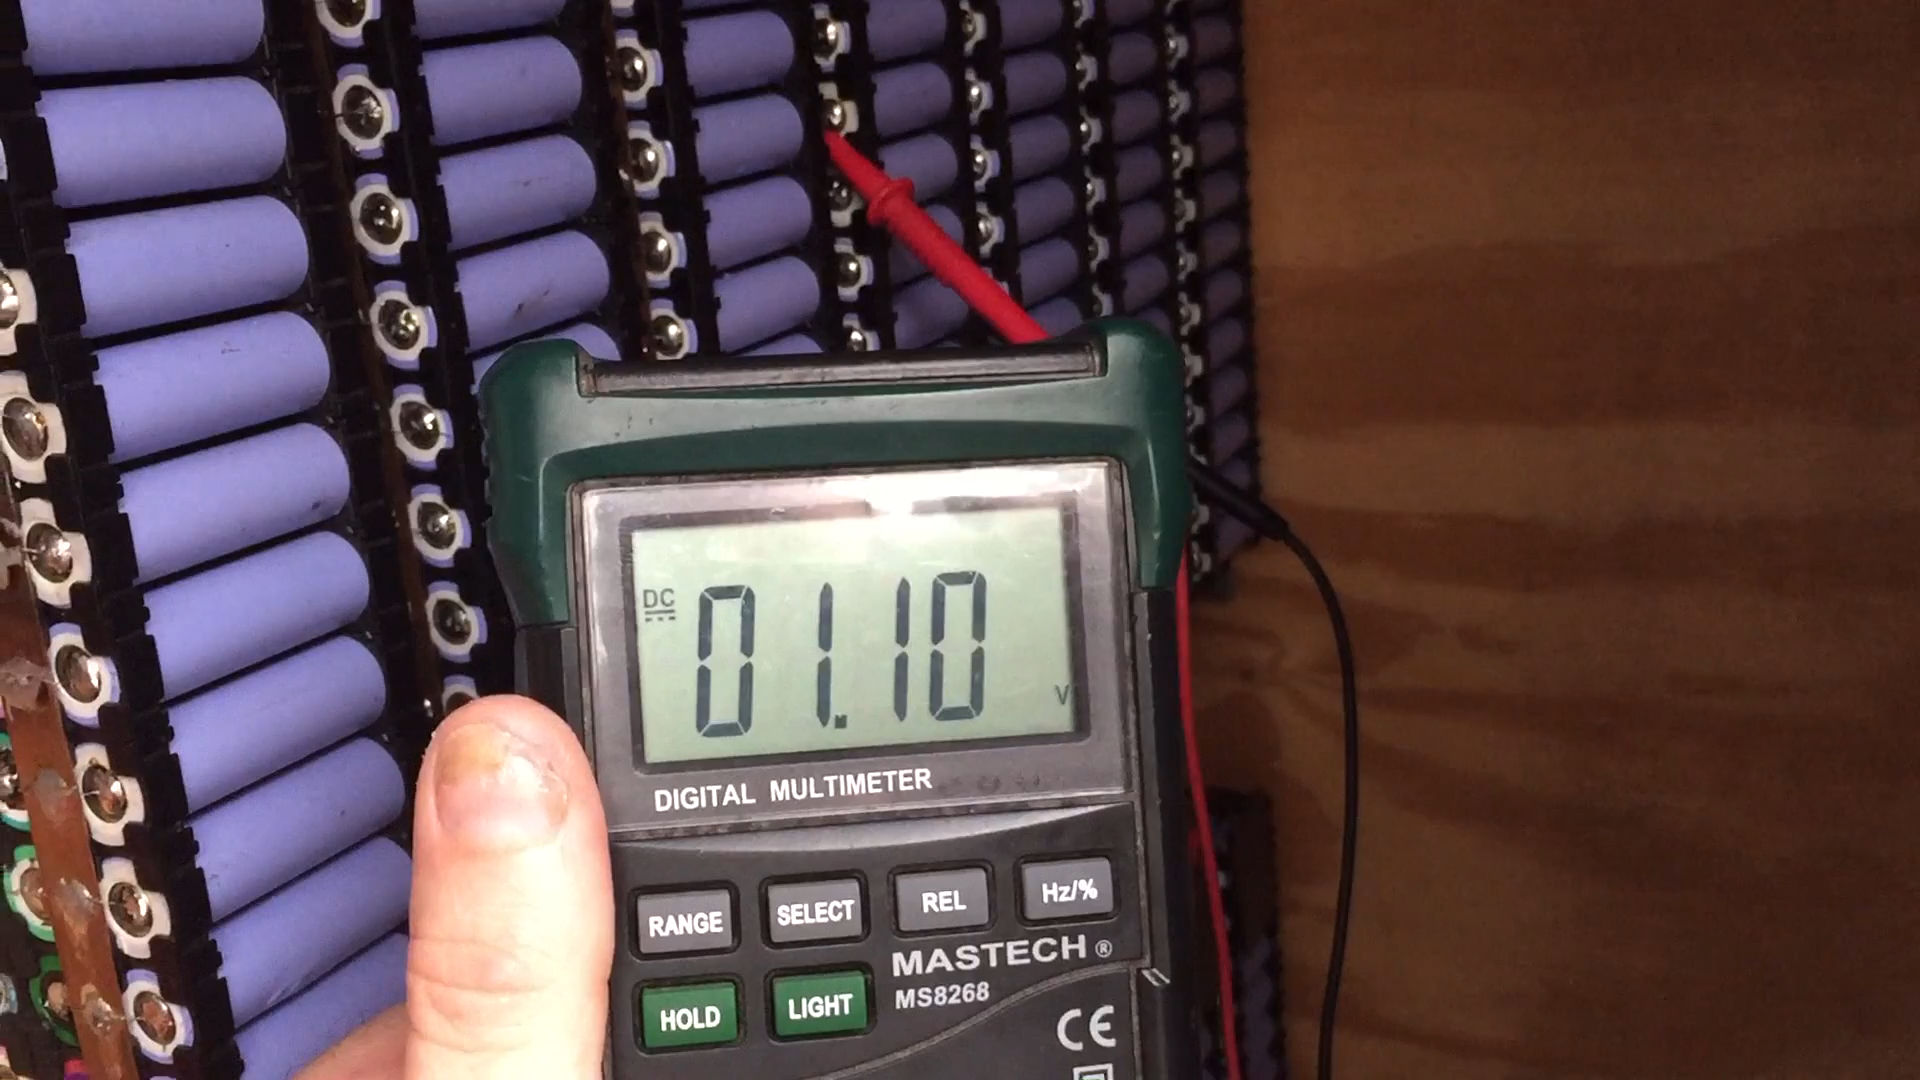 DC
01.10
V
DIGITAL MULTIMETER
RANGE
SELECT
REL
Hz/%
MASTECH ®
MS8268
HOLD
LIGHT
CE